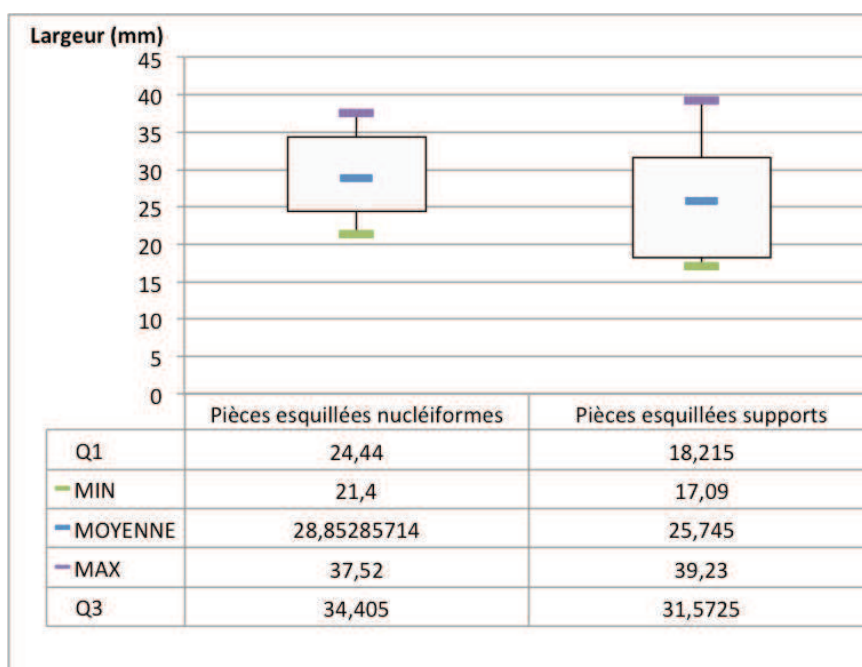 Largeur (mm)
45
40
35
30
25
20
15
10
5
0
Pièces esquillées nucléiformes Pièces esquillées supports
Q1 24,44 18,215
MIN 21,4 17,09
MOYENNE 28,85285714 25,745
MAX 37,52 39,23
Q3 34,405 31,5725